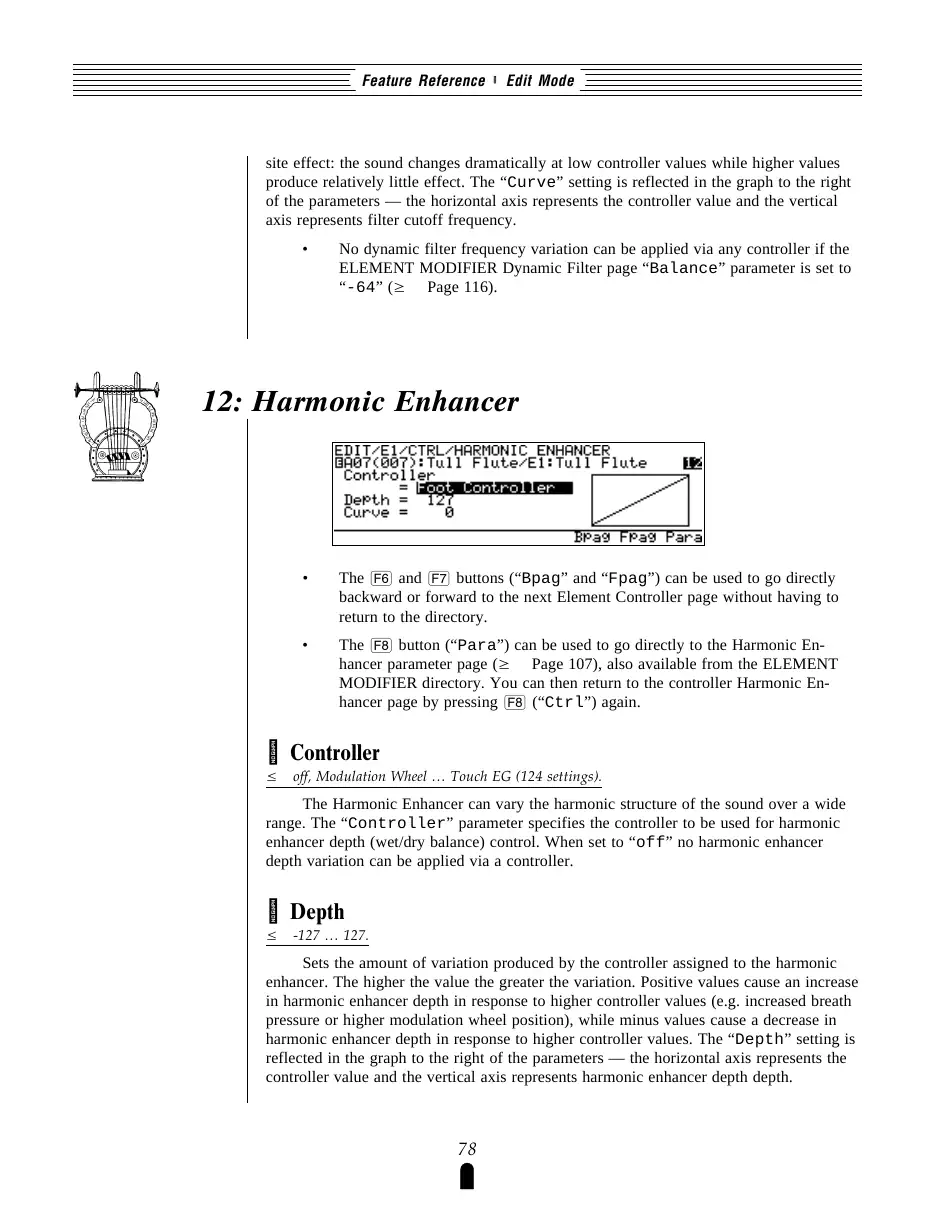 Feature Reference Edit Mode
site effect: the sound changes dramatically at low controller values while higher values
produce relatively little effect. The “Curve” setting is reflected in the graph to the right
of the parameters — the horizontal axis represents the controller value and the vertical
axis represents filter cutoff frequency.
• No dynamic filter frequency variation can be applied via any controller if the
ELEMENT MODIFIER Dynamic Filter page “Balance” parameter is set to
“-64” (≥ Page 116).
12: Harmonic Enhancer
EDIT/E1/CTRL/HARMONIC ENHANCER
EA07(007):Tull Flute/E1:Tull Flute 12
Controller
= Foot Controller
Depth = 127
Curve = 0
Bpag Fpag Para
• The F6 and F7 buttons (“Bpag” and “Fpag”) can be used to go directly
backward or forward to the next Element Controller page without having to
return to the directory.
• The F8 button (“Para”) can be used to go directly to the Harmonic En-
hancer parameter page (≥ Page 107), also available from the ELEMENT
MODIFIER directory. You can then return to the controller Harmonic En-
hancer page by pressing F8 (“Ctrl”) again.
Controller
≤ off, Modulation Wheel … Touch EG (124 settings).
The Harmonic Enhancer can vary the harmonic structure of the sound over a wide
range. The “Controller” parameter specifies the controller to be used for harmonic
enhancer depth (wet/dry balance) control. When set to “off” no harmonic enhancer
depth variation can be applied via a controller.
Depth
≤ -127 … 127.
Sets the amount of variation produced by the controller assigned to the harmonic
enhancer. The higher the value the greater the variation. Positive values cause an increase
in harmonic enhancer depth in response to higher controller values (e.g. increased breath
pressure or higher modulation wheel position), while minus values cause a decrease in
harmonic enhancer depth in response to higher controller values. The “Depth” setting is
reflected in the graph to the right of the parameters — the horizontal axis represents the
controller value and the vertical axis represents harmonic enhancer depth depth.
78